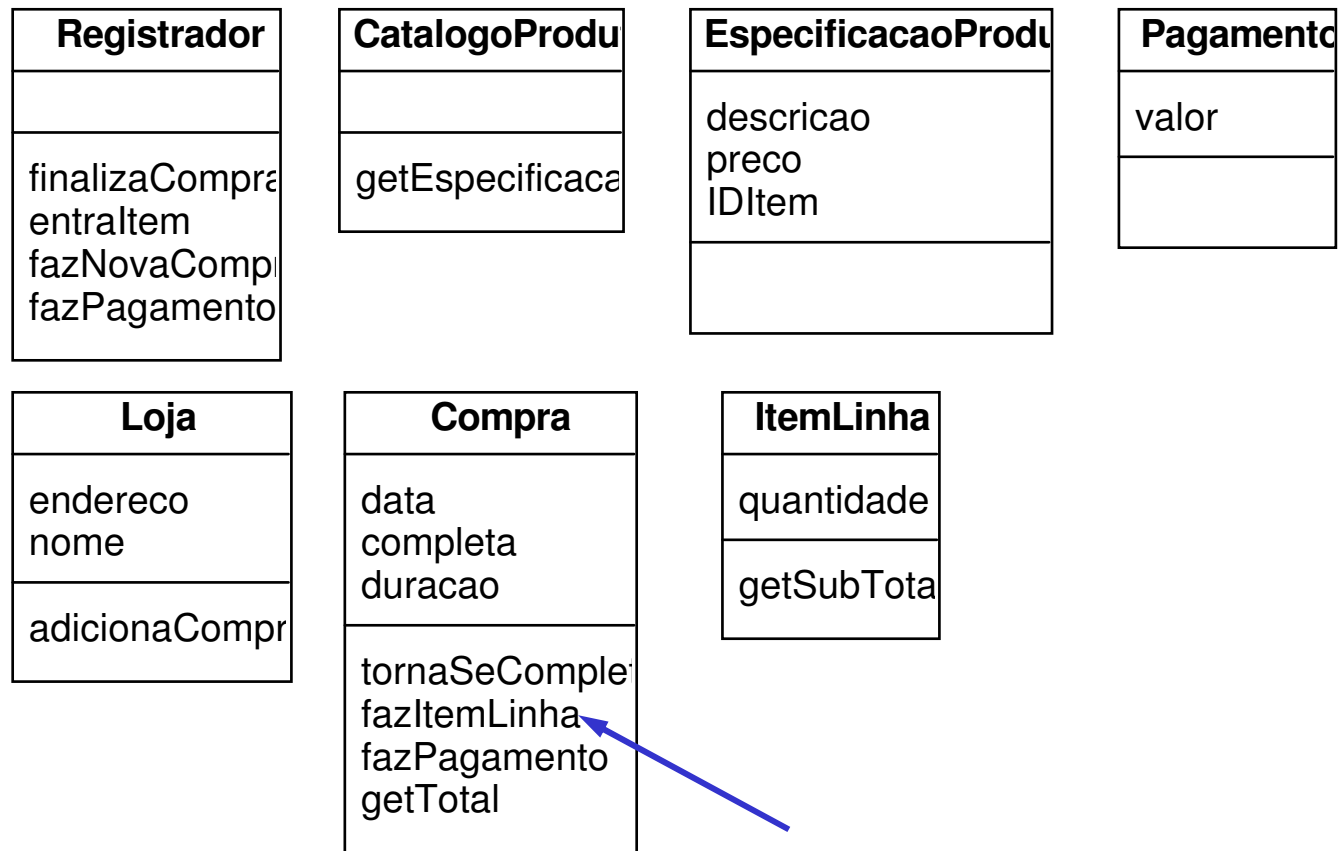 Registrador
finalizaCompra
entraItem
fazNovaCompr
fazPagamento
CatalogoProdu
getEspecificaca
EspecificacaoProdu
descricao
preco
IDItem
Pagamento
valor
Loja
endereco
nome
adicionaCompr
Compra
data
completa
duracao
tornaSeComplet
fazItemLinha
fazPagamento
getTotal
ItemLinha
quantidade
getSubTota